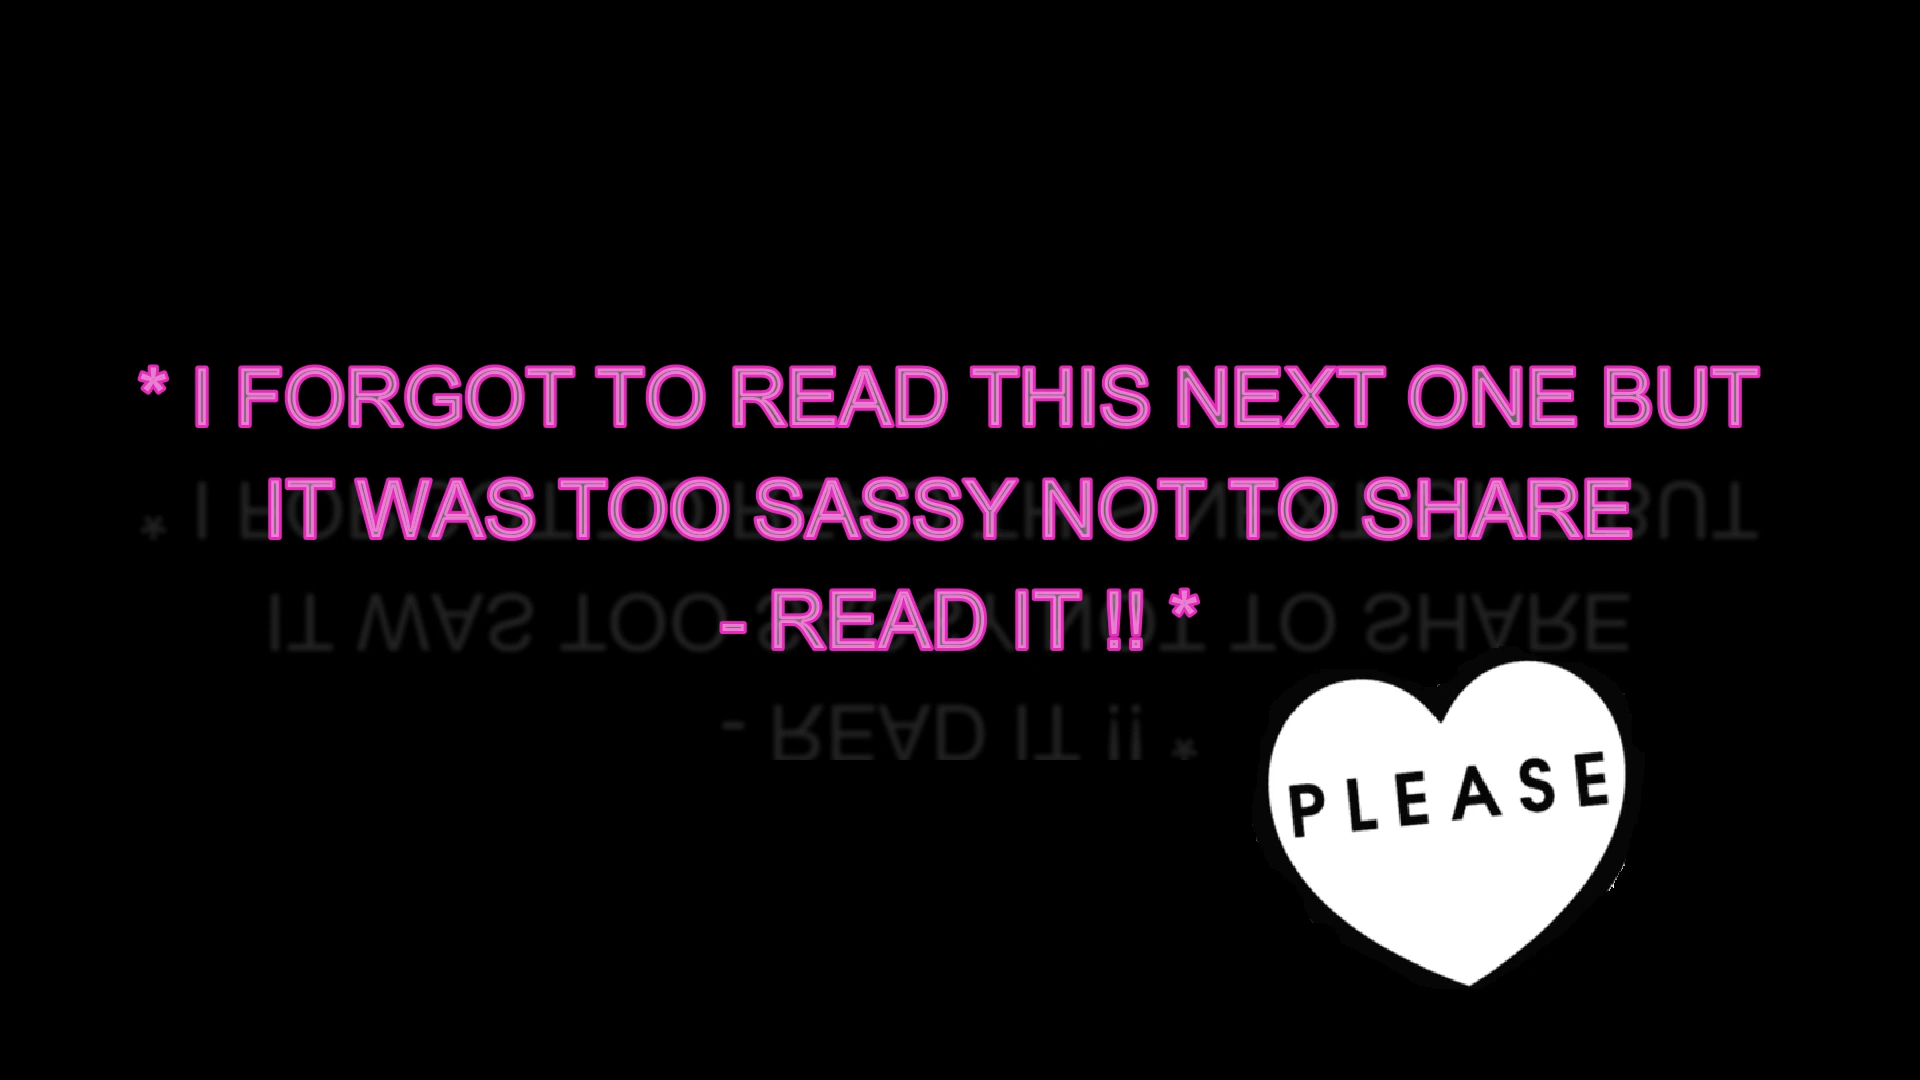 * I FORGOT TO READ THIS NEXT ONE BUT
IT WAS TOO SASSY NOT TO SHARE
- READ IT !! *
PLEASE